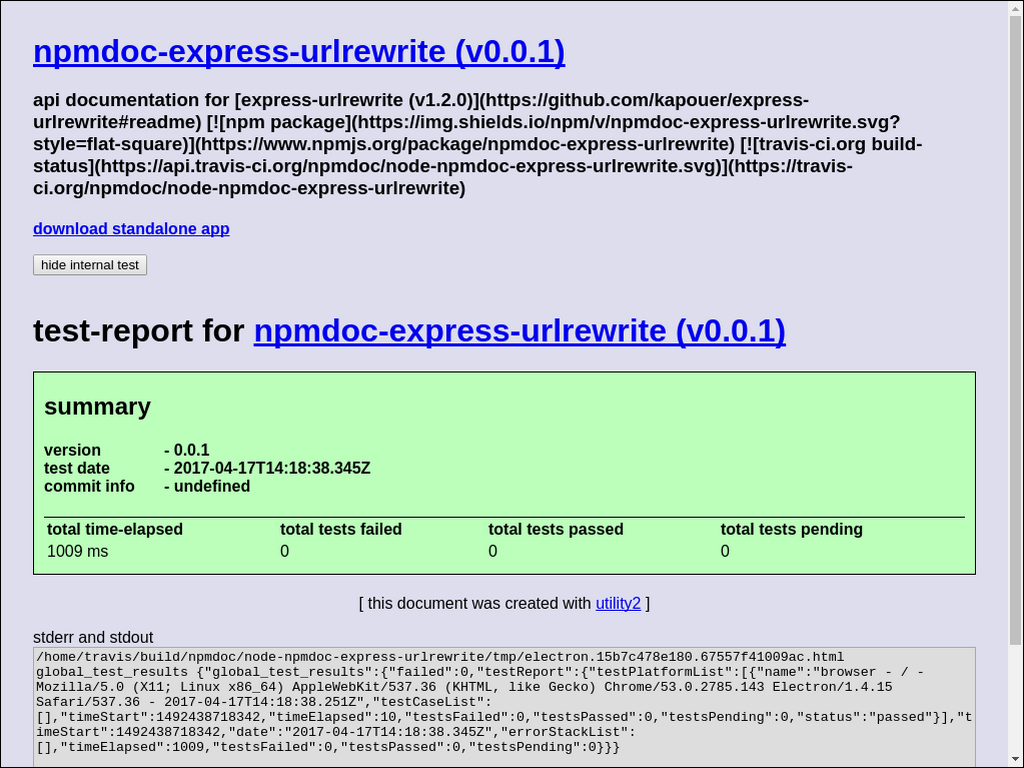 npmdoc-express-urlrewrite (v0.0.1)
api documentation for [express-urlrewrite (v1.2.0)](https://github.com/kapouer/express-
urlrewrite#readme) [![npm package](https://img.shields.io/npm/v/npmdoc-express-urlrewrite.svg?
style=flat-square)](https://www.npmjs.org/package/npmdoc-express-urlrewrite) [![travis-ci.org build-
status](https://api.travis-ci.org/npmdoc/node-npmdoc-express-urlrewrite.svg)](https://travis-
ci.org/npmdoc/node-npmdoc-express-urlrewrite)
download standalone app
hide internal test
test-report for npmdoc-express-urlrewrite (v0.0.1)
summary
version - 0.0.1
test date - 2017-04-17T14:18:38.345Z
commit info - undefined
total time-elapsed total tests failed total tests passed total tests pending
1009 ms 0 0 0
[ this document was created with utility2 ]
stderr and stdout
/home/travis/build/npmdoc/node-npmdoc-express-urlrewrite/tmp/electron.15b7c478e180.67557f41009ac.html
global_test_results {"global_test_results":{"failed":0,"testReport":{"testPlatformList":[{"name":"browser - / -
Mozilla/5.0 (X11; Linux x86_64) AppleWebKit/537.36 (KHTML, like Gecko) Chrome/53.0.2785.143 Electron/1.4.15
Safari/537.36 - 2017-04-17T14:18:38.251Z","testCaseList":
[],"timeStart":1492438718342,"timeElapsed":10,"testsFailed":0,"testsPassed":0,"testsPending":0,"status":"passed"}],"t
imeStart":1492438718342,"date":"2017-04-17T14:18:38.345Z","errorStackList":
[],"timeElapsed":1009,"testsFailed":0,"testsPassed":0,"testsPending":0}}}